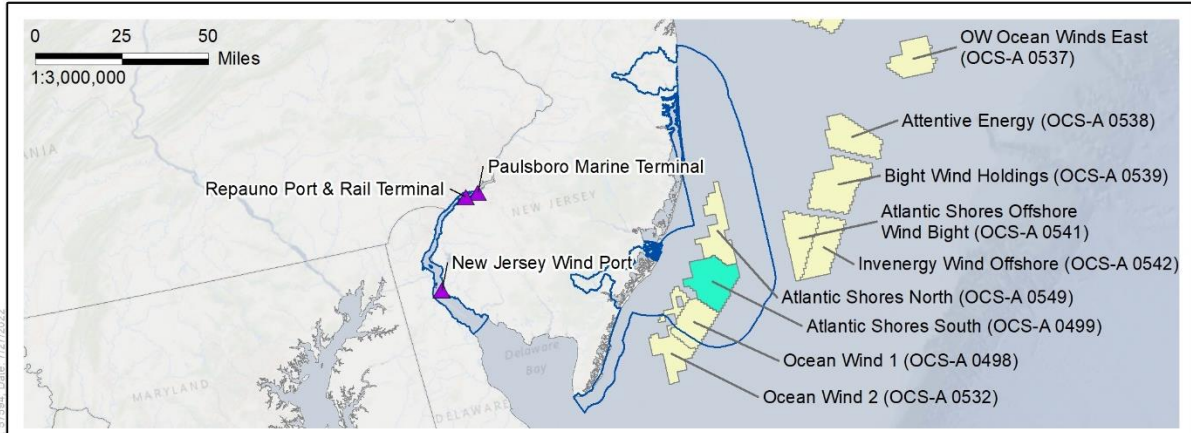 0 25 50
Miles
1:3,000,000
OW Ocean Winds East
(OCS-A 0537)
Attentive Energy (OCS-A 0538)
Paulsboro Marine Terminal
Repauno Port & Rail Terminal
Bight Wind Holdings (OCS-A 0539)
NEW JERSEY
Atlantic Shores Offshore
Wind Bight (OCS-A 0541)
New Jersey Wind Port
Invenergy Wind Offshore (OCS-A 0542)
Atlantic Shores North (OCS-A 0549)
Atlantic Shores South (OCS-A 0499)
Delaware
Bay
Ocean Wind 1 (OCS-A 0498)
MARYLAND
Ocean Wind 2 (OCS-A 0532)
DELAWARE